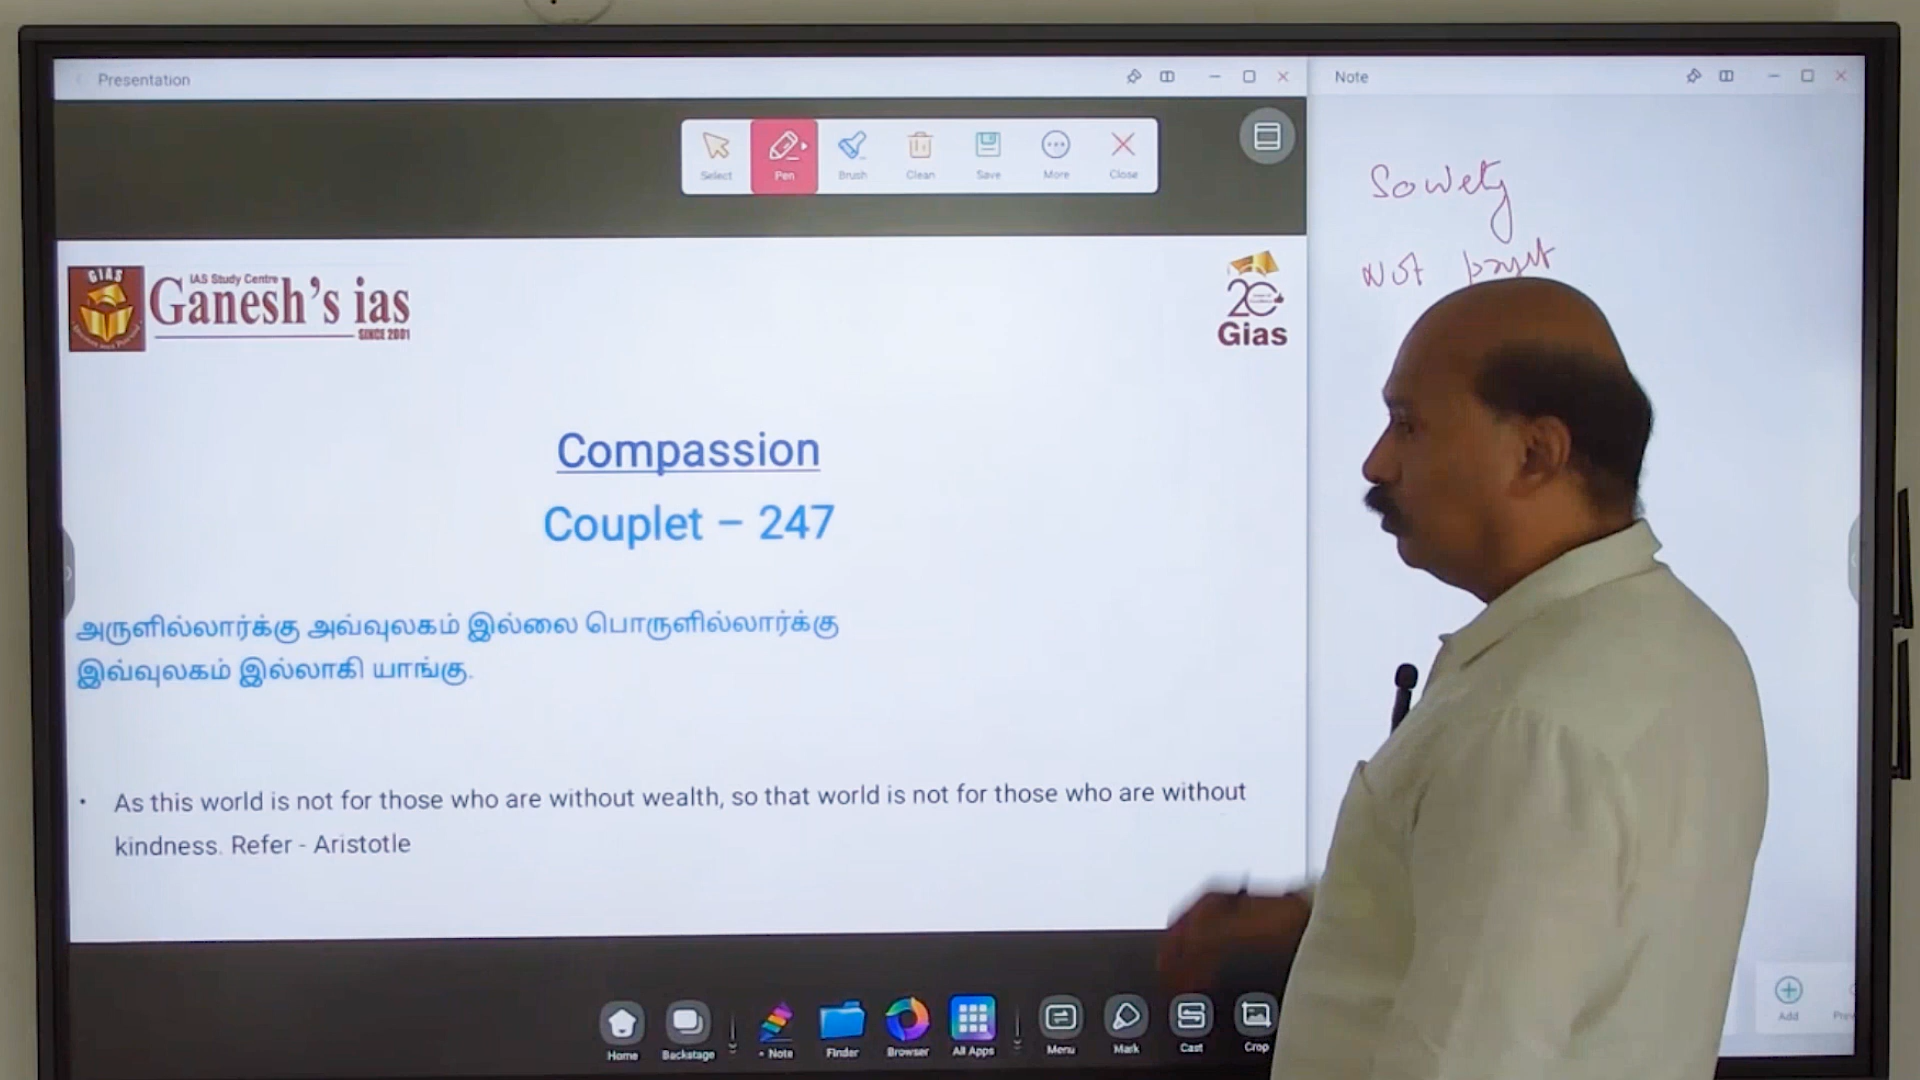 Presentation
Note
Select
Pen
Brush
Clean
Save
More
Close
Society
Not
GIAS
IAS Study Centre
Ganesh's ias
SINCE 2001
20
Gias
Compassion
Couplet – 247
அருளில்லார்க்கு அவ்வுலகம் இல்லை பொருளில்லார்க்கு
இவ்வுலகம் இல்லாகி யாங்கு.
• As this world is not for those who are without wealth, so that world is not for those who are without
kindness. Refer - Aristotle
Add
Home
Backstage
Note
Finder
Browser
All Apps
Menu
Mark
Cast
Crop